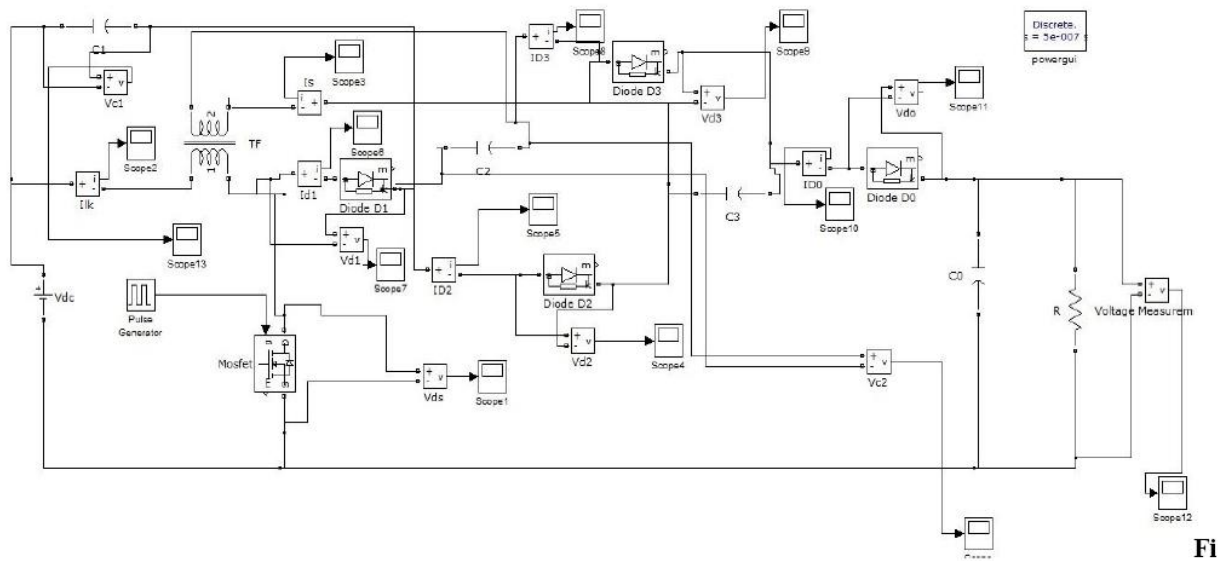 Discrete,
s = 5e-007 s
powergui
C1
Vc1
Scope3
Is
ID3
Scope8
Diode D3
Vd3
Scope9
Vdo
Scope11
2
TF
1
Scope2
Ilk
Scope6
Id1
Diode D1
C2
C3
ID0
Scope10
Diode D0
Scope13
Vd1
Scope7
ID2
Scope5
Diode D2
Vd2
Scope4
Vdc
Pulse
Generator
Mosfet
Vds
Scope1
Vc2
C0
R
Voltage Measurem
Scope12
Fi